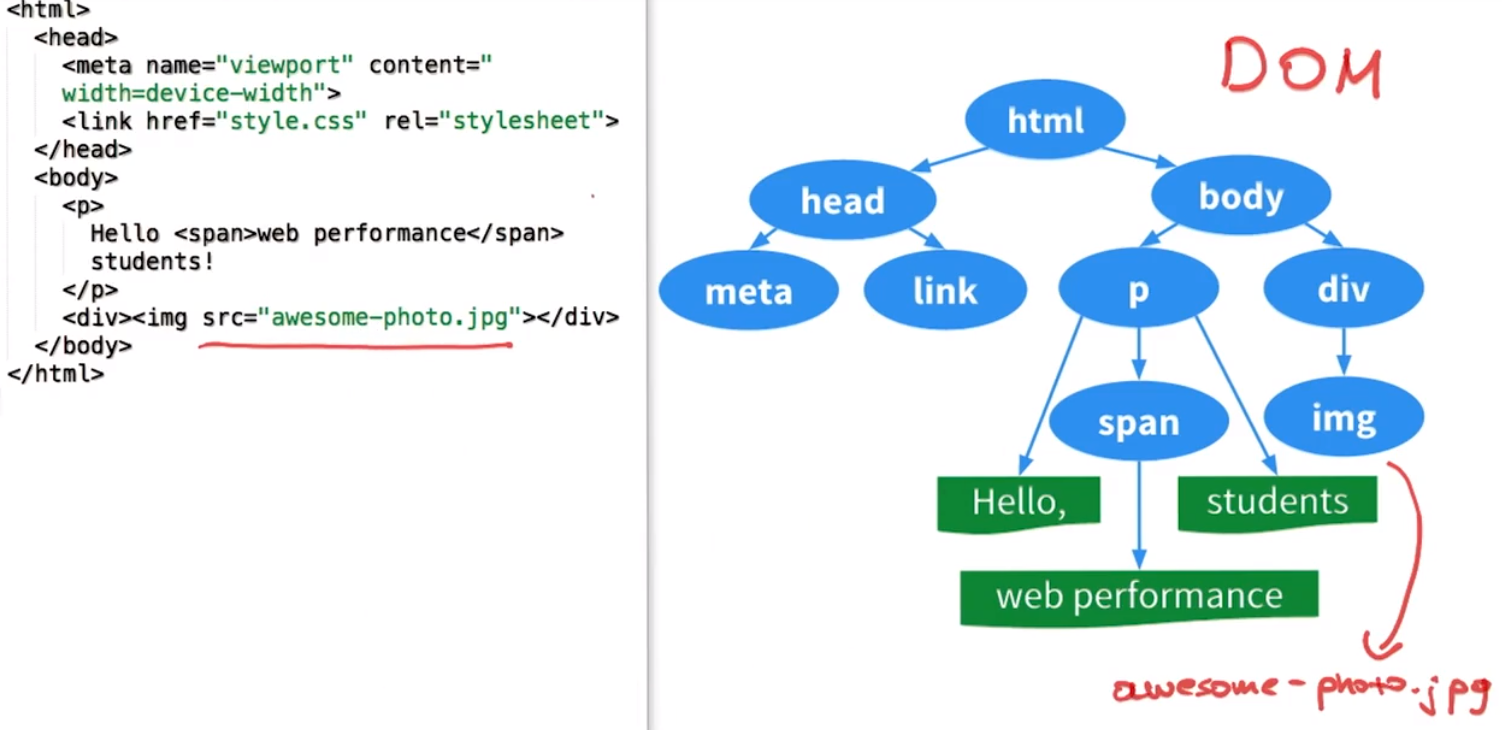 <html>
<head>
<meta name="viewport" content="
width=device-width">
<link href="style.css" rel="stylesheet">
</head>
<body>
<p>
Hello <span>web performance</span>
students!
</p>
<div><img src="awesome-photo.jpg"></div>
</body>
</html>
DOM
html
head
body
meta
link
p
div
span
img
Hello,
students
web performance
awesome-photo.jpg